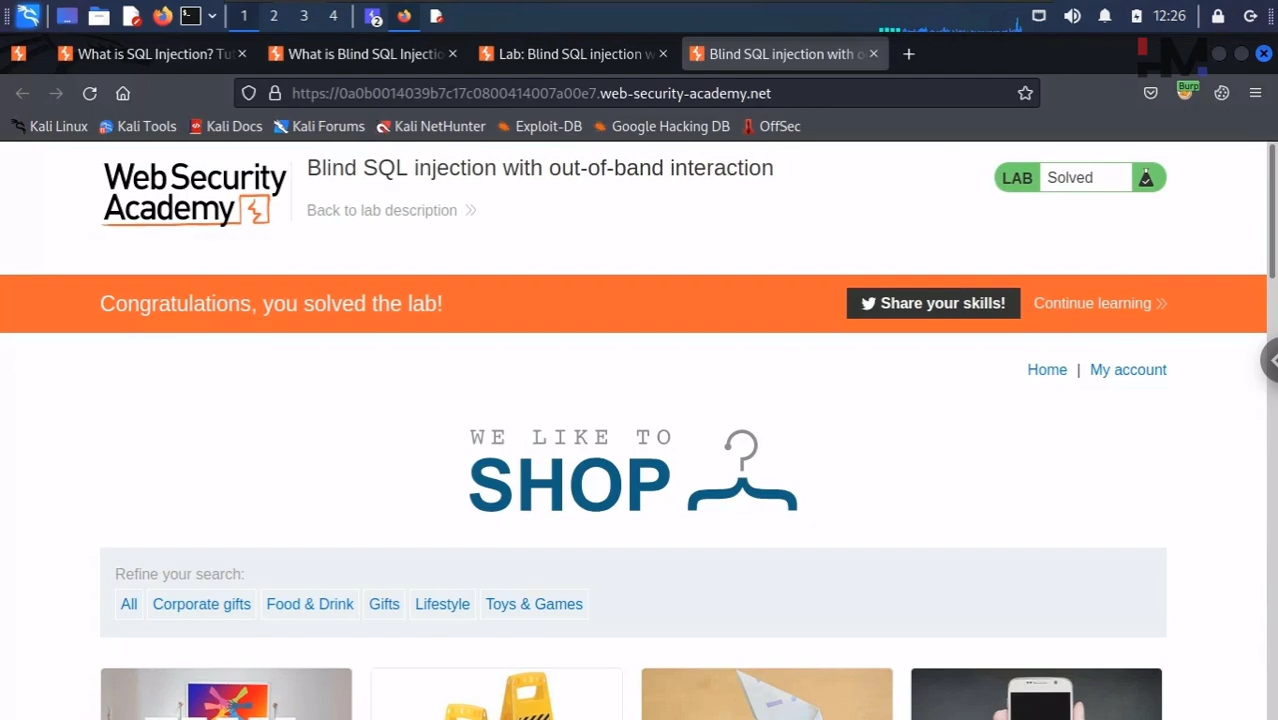 1 2 3 4 2 12:26
What is SQL Injection? Tut What is Blind SQL Injectio Lab: Blind SQL injection w Blind SQL injection with o
HM
https://0a0b0014039b7c17c0800414007a00e7.web-security-academy.net Burp
Kali Linux Kali Tools Kali Docs Kali Forums Kali NetHunter Exploit-DB Google Hacking DB OffSec
Web Security
Academy
Blind SQL injection with out-of-band interaction
Back to lab description
LAB Solved
Congratulations, you solved the lab! Share your skills! Continue learning
Home | My account
WE LIKE TO
SHOP
Refine your search:
All Corporate gifts Food & Drink Gifts Lifestyle Toys & Games